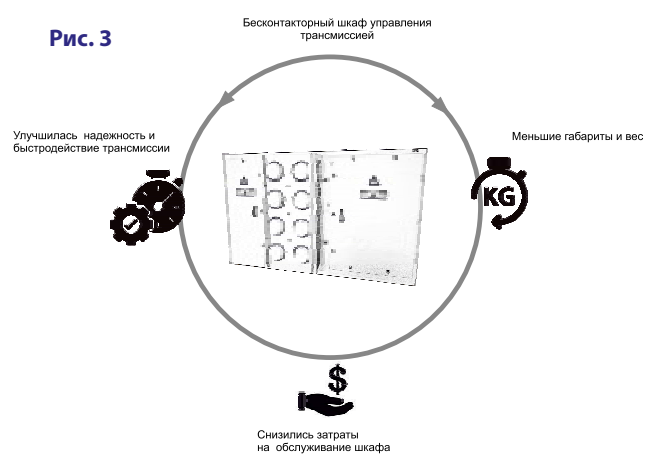 Рис. 3
Бесконтакторный шкаф управления
трансмиссией
Улучшилась надежность и
быстродействие трансмиссии
Меньшие габариты и вес
KG
$
Снизились затраты
на обслуживание шкафа